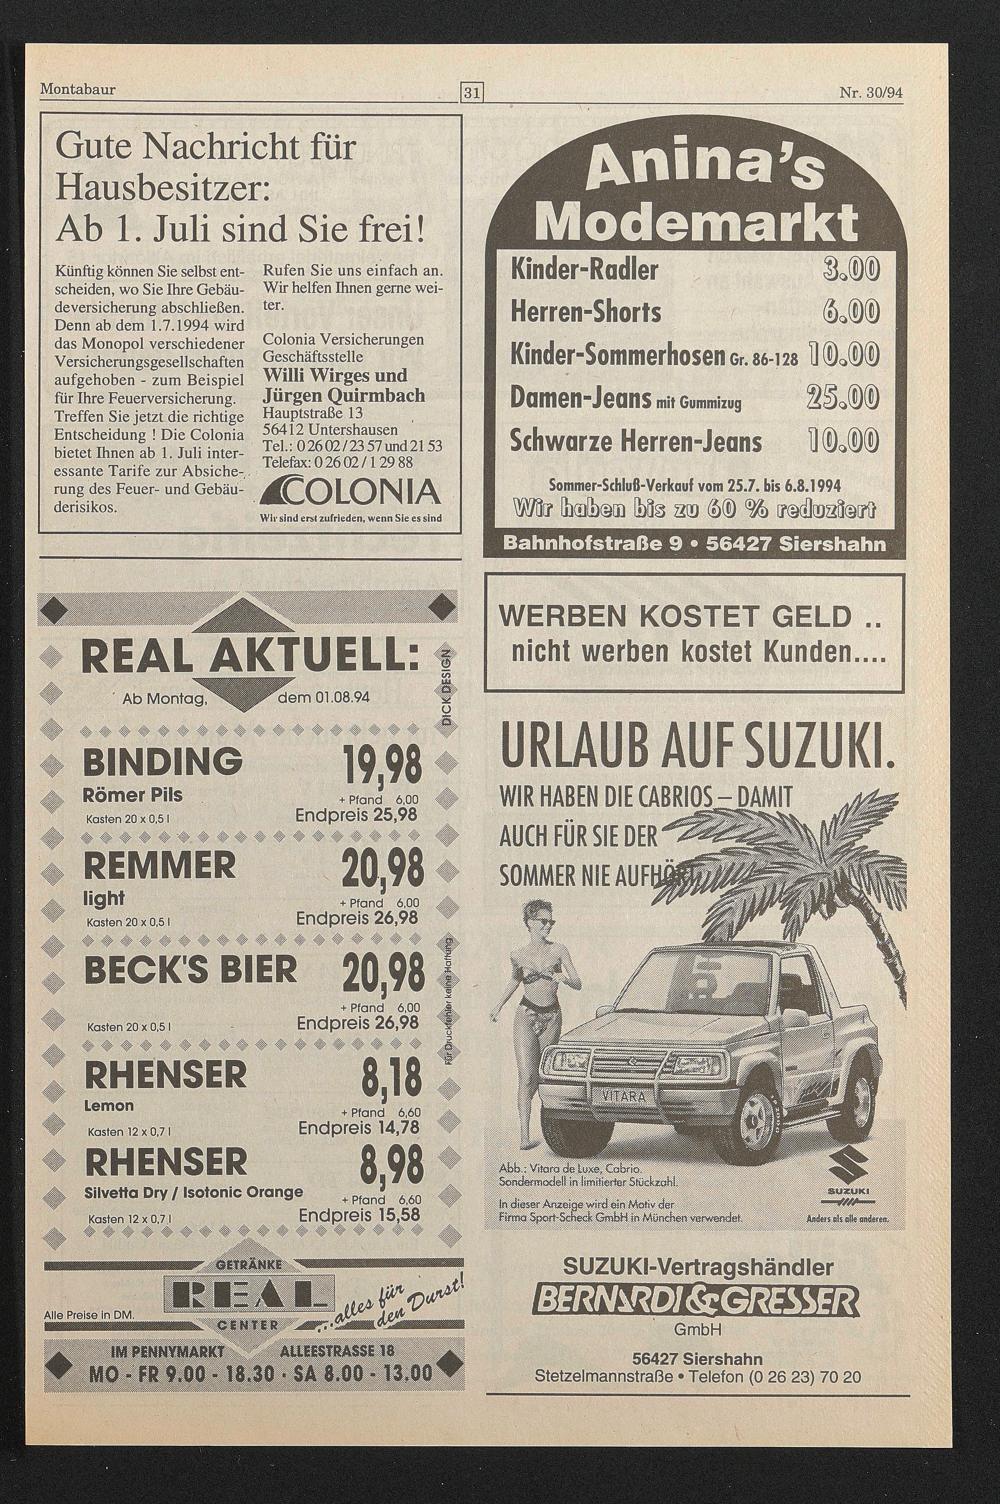 Montabaur
31
Nr. 30/94
Gute Nachricht für
Hausbesitzer:
Ab 1. Juli sind Sie frei!
Künftig können Sie selbst ent-
scheiden, wo Sie Ihre Gebäu-
deversicherung abschließen.
Denn ab dem 1.7.1994 wird
das Monopol verschiedener
Versicherungsgesellschaften
aufgehoben - zum Beispiel
für Ihre Feuerversicherung.
Treffen Sie jetzt die richtige
Entscheidung ! Die Colonia
bietet Ihnen ab 1. Juli inter-
essante Tarife zur Absiche-
rung des Feuer- und Gebäu-
derisikos.
Rufen Sie uns einfach an.
Wir helfen Ihnen gerne wei-
ter.
Colonia Versicherungen
Geschäftsstelle
Willi Wirges und
Jürgen Quirmbach
Hauptstraße 13
56412 Untershausen
Tel.: 0 26 02 / 23 57 und 21 53
Telefax: 0 26 02 / 1 29 88
COLONIA
Wir sind erst zufrieden, wenn Sie es sind
Anina's
Modemarkt
Kinder-Radler 3.00
Herren-Shorts 6.00
Kinder-Sommerhosen Gr. 86-128 10.00
Damen-Jeans mit Gummizug 25.00
Schwarze Herren-Jeans 10.00
Sommer-Schluß-Verkauf vom 25.7. bis 6.8.1994
Wir haben bis zu 60 % reduziert
Bahnhofstraße 9 • 56427 Siershahn
WERBEN KOSTET GELD ..
nicht werben kostet Kunden....
REAL AKTUELL:
Ab Montag, dem 01.08.94
DICK DESIGN
BINDING 19,98
Römer Pils
+ Pfand 6,00
Kasten 20 x 0,5 l Endpreis 25,98
REMMER 20,98
light
+ Pfand 6,00
Kasten 20 x 0,5 l Endpreis 26,98
BECK'S BIER 20,98
+ Pfand 6,00
Kasten 20 x 0,5 l Endpreis 26,98
Für Druckfehler keine Haftung
RHENSER 8,18
Lemon
+ Pfand 6,60
Kasten 12 x 0,7 l Endpreis 14,78
RHENSER 8,98
Silvetta Dry / Isotonic Orange
+ Pfand 6,60
Kasten 12 x 0,7 l Endpreis 15,58
GETRÄNKE
REAL
CENTER
Alle Preise in DM.
...alles für
den Durst!
IM PENNYMARKT ALLEESTRASSE 18
MO - FR 9.00 - 18.30 · SA 8.00 - 13.00
URLAUB AUF SUZUKI.
WIR HABEN DIE CABRIOS – DAMIT
AUCH FÜR SIE DER
SOMMER NIE AUFHÖRT.
VITARA
Abb.: Vitara de Luxe, Cabrio.
Sondermodell in limitierter Stückzahl.
In dieser Anzeige wird ein Motiv der
Firma Sport-Scheck GmbH in München verwendet.
SUZUKI
Anders als alle anderen.
SUZUKI-Vertragshändler
BERNARDI & GRESSER
GmbH
56427 Siershahn
Stetzelmannstraße • Telefon (0 26 23) 70 20